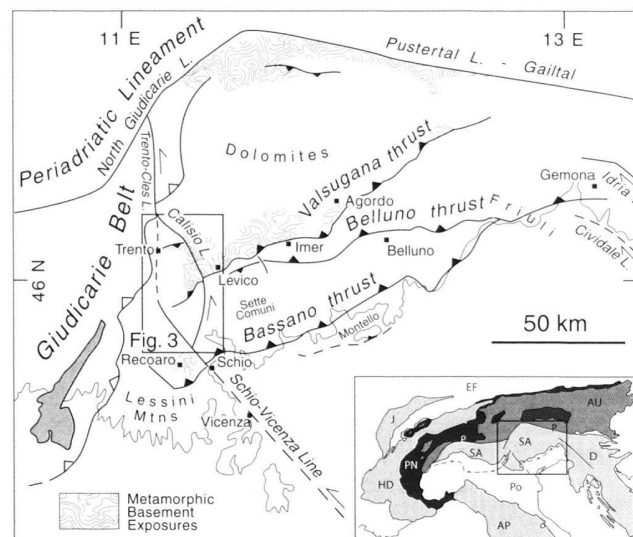 11 E
13 E
Pustertal L. - Gailtal
Periadriatic Lineament
North Giudicarie L.
Trento-Cles L.
Dolomites
Valsugana thrust
Gemona
Idria
Agordo
Giudicarie Belt
Calisio L.
Belluno thrust
Friuli
Cividale L.
Trento
Imer
Belluno
Levico
46 N
Sette
Comuni
Bassano thrust
Montello
50 km
Fig. 3
Recoaro
Schio
Lessini
Mtns
Schio-Vicenza Line
Vicenza
EF
J
AU
P
P
SA
SA
PN
D
HD
Po
AP
Metamorphic
Basement
Exposures